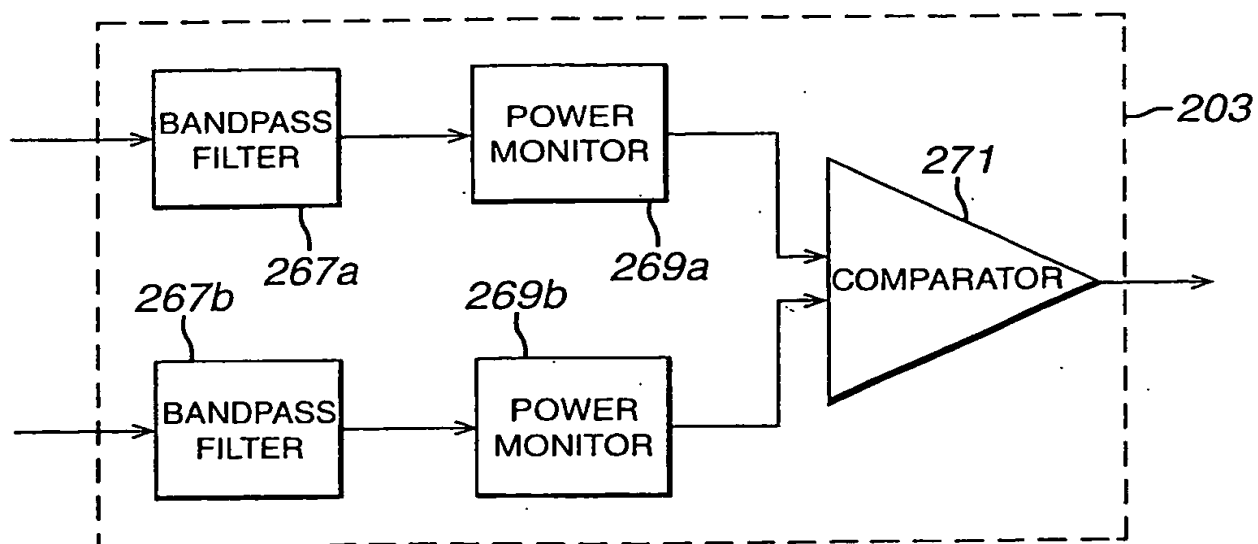 BANDPASS
FILTER
POWER
MONITOR
203
271
267a
269a
COMPARATOR
267b
269b
BANDPASS
FILTER
POWER
MONITOR